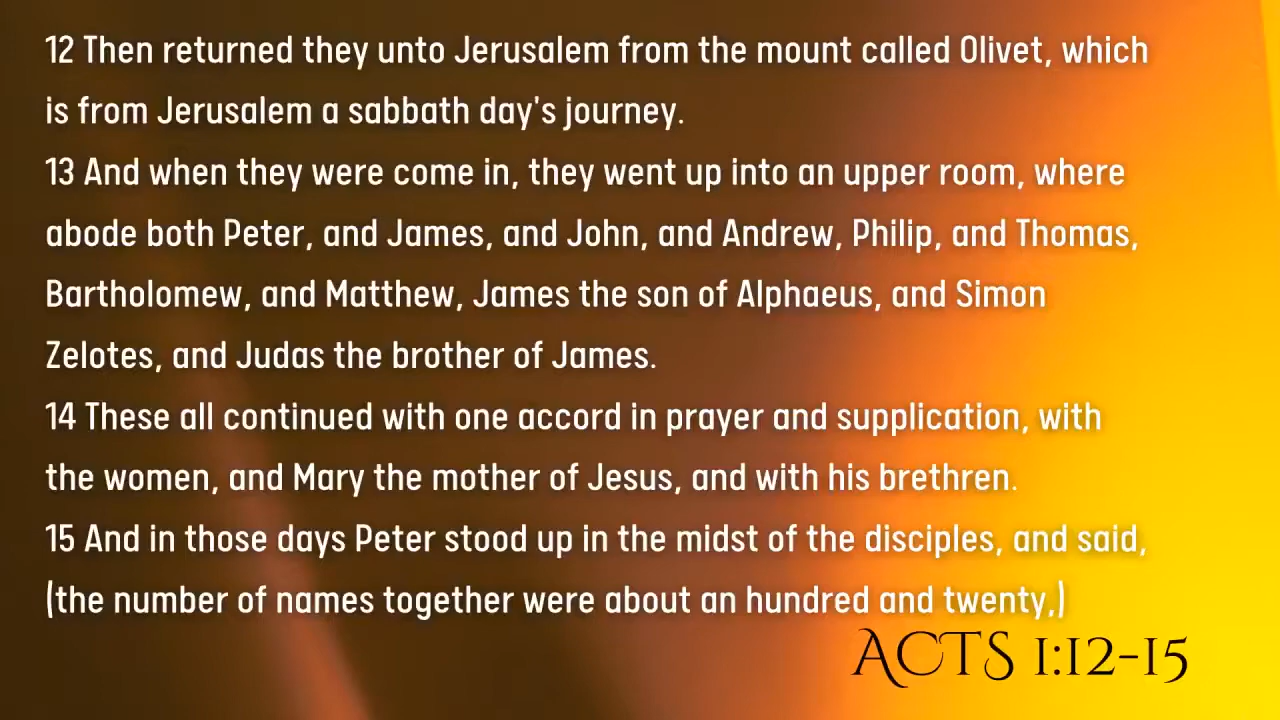 12 Then returned they unto Jerusalem from the mount called Olivet, which
is from Jerusalem a sabbath day's journey.
13 And when they were come in, they went up into an upper room, where
abode both Peter, and James, and John, and Andrew, Philip, and Thomas,
Bartholomew, and Matthew, James the son of Alphaeus, and Simon
Zelotes, and Judas the brother of James.
14 These all continued with one accord in prayer and supplication, with
the women, and Mary the mother of Jesus, and with his brethren.
15 And in those days Peter stood up in the midst of the disciples, and said,
(the number of names together were about an hundred and twenty,)
ACTS 1:12-15